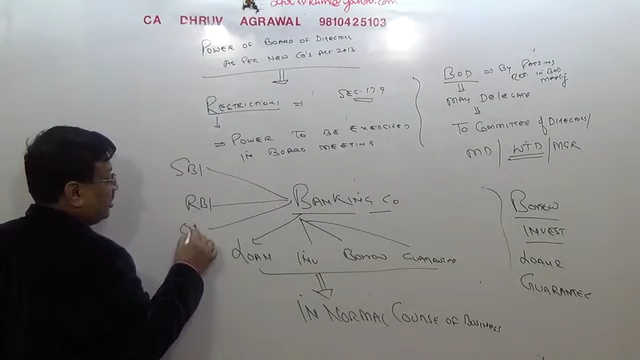 CA DHRUV AGRAWAL 9810425103
POWER OF BOARD OF DIRECTORS
AS PER NEW CO'S ACT 2013
RESTRICTIONS ⇒ SEC-179
⇒ POWER TO BE EXERCISED
IN BOARD MEETING
BOD ⇒ BY PASSING
RES. IN BOD
MEETING
MAY DELEGATE
TO COMMITTEE OF DIRECTORS/
MD / WTD / MGR
SBI
RBI
BANKING CO
LOAN INV BORROW GUARANTEE
IN NORMAL COURSE OF BUSINESS
BORROW
INVEST
LOANS
GUARANTEE